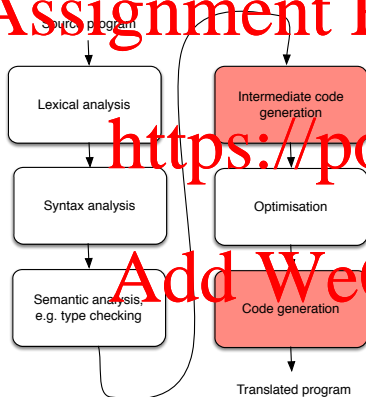 Assignment
Source program
Lexical analysis
Syntax analysis
Semantic analysis,
e.g. type checking
Intermediate code
generation
https://po
Optimisation
Add We
Code generation
Translated program